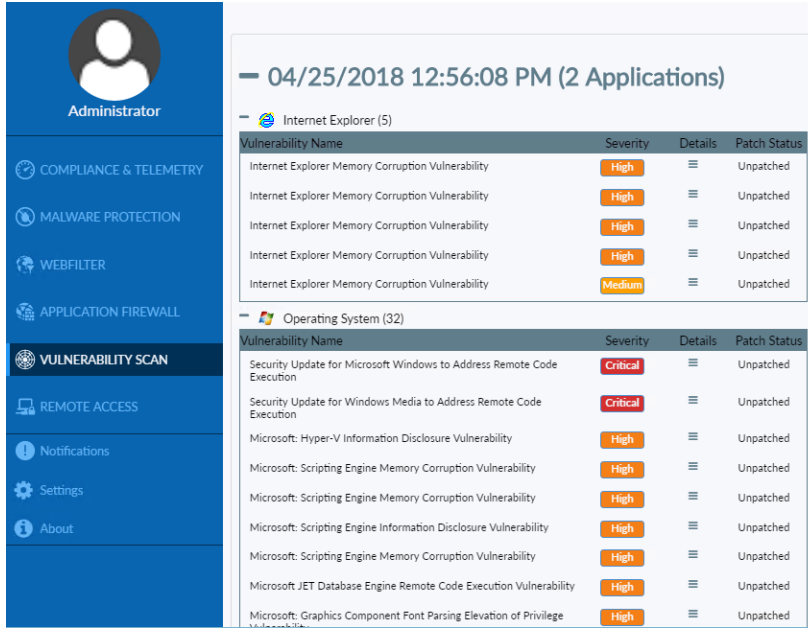 Administrator
COMPLIANCE & TELEMETRY
MALWARE PROTECTION
WEBFILTER
APPLICATION FIREWALL
VULNERABILITY SCAN
REMOTE ACCESS
Notifications
Settings
About
04/25/2018 12:56:08 PM (2 Applications)
Internet Explorer (5)
Vulnerability Name Severity Details Patch Status
Internet Explorer Memory Corruption Vulnerability High Unpatched
Internet Explorer Memory Corruption Vulnerability High Unpatched
Internet Explorer Memory Corruption Vulnerability High Unpatched
Internet Explorer Memory Corruption Vulnerability High Unpatched
Internet Explorer Memory Corruption Vulnerability Medium Unpatched
Operating System (32)
Vulnerability Name Severity Details Patch Status
Security Update for Microsoft Windows to Address Remote Code Critical Unpatched
Execution
Security Update for Windows Media to Address Remote Code Critical Unpatched
Execution
Microsoft: Hyper-V Information Disclosure Vulnerability High Unpatched
Microsoft: Scripting Engine Memory Corruption Vulnerability High Unpatched
Microsoft: Scripting Engine Memory Corruption Vulnerability High Unpatched
Microsoft: Scripting Engine Information Disclosure Vulnerability High Unpatched
Microsoft: Scripting Engine Memory Corruption Vulnerability High Unpatched
Microsoft JET Database Engine Remote Code Execution Vulnerability High Unpatched
Microsoft: Graphics Component Font Parsing Elevation of Privilege High Unpatched